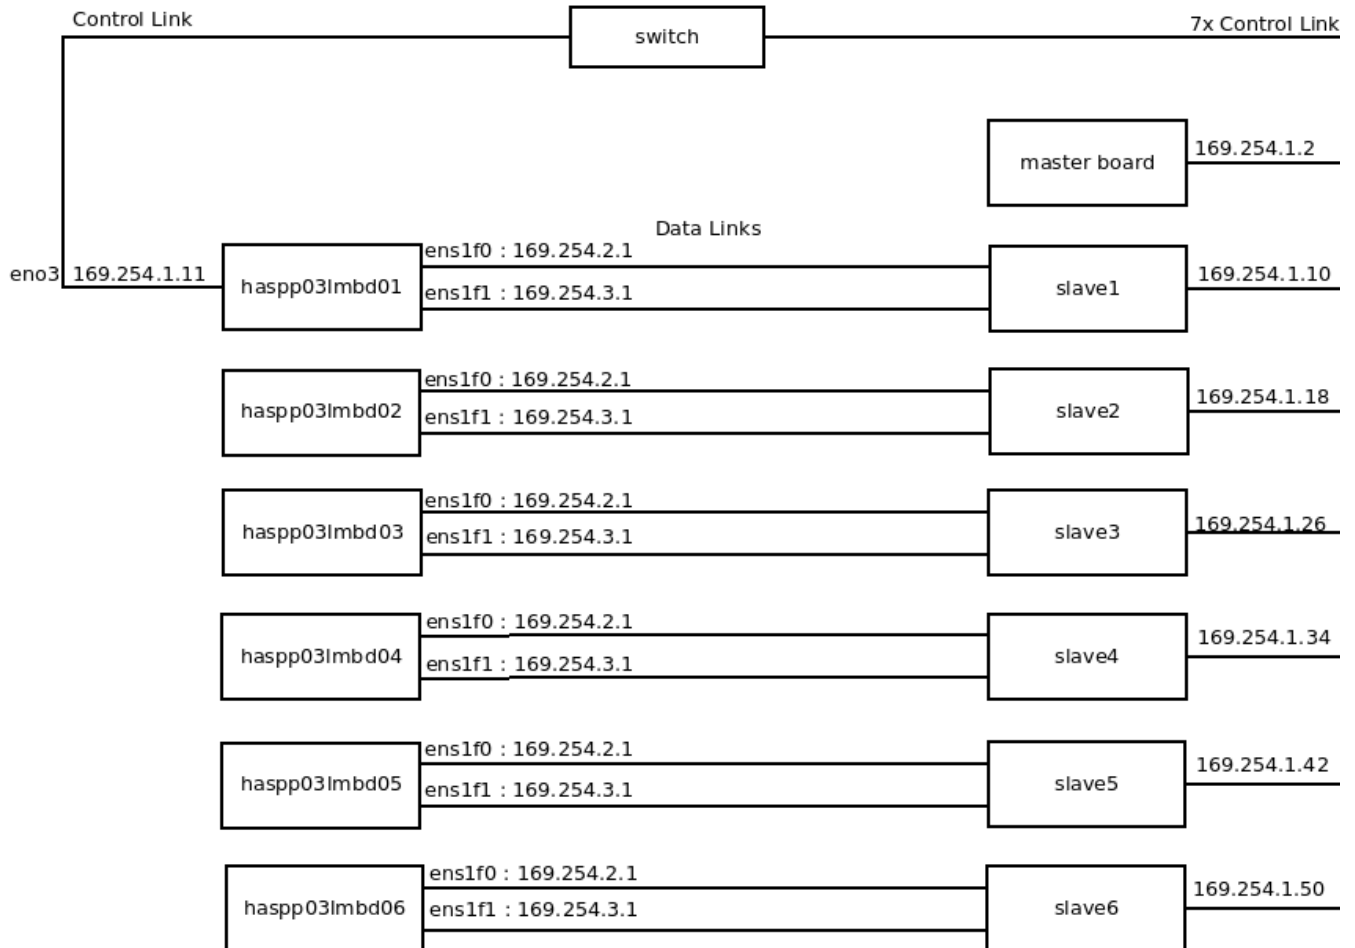 Control Link
switch
7x Control Link
master board
169.254.1.2
Data Links
eno3
169.254.1.11
haspp03lmbd01
ens1f0 : 169.254.2.1
ens1f1 : 169.254.3.1
slave1
169.254.1.10
haspp03lmbd02
ens1f0 : 169.254.2.1
ens1f1 : 169.254.3.1
slave2
169.254.1.18
haspp03lmbd03
ens1f0 : 169.254.2.1
ens1f1 : 169.254.3.1
slave3
169.254.1.26
haspp03lmbd04
ens1f0 : 169.254.2.1
ens1f1 : 169.254.3.1
slave4
169.254.1.34
haspp03lmbd05
ens1f0 : 169.254.2.1
ens1f1 : 169.254.3.1
slave5
169.254.1.42
haspp03lmbd06
ens1f0 : 169.254.2.1
ens1f1 : 169.254.3.1
slave6
169.254.1.50